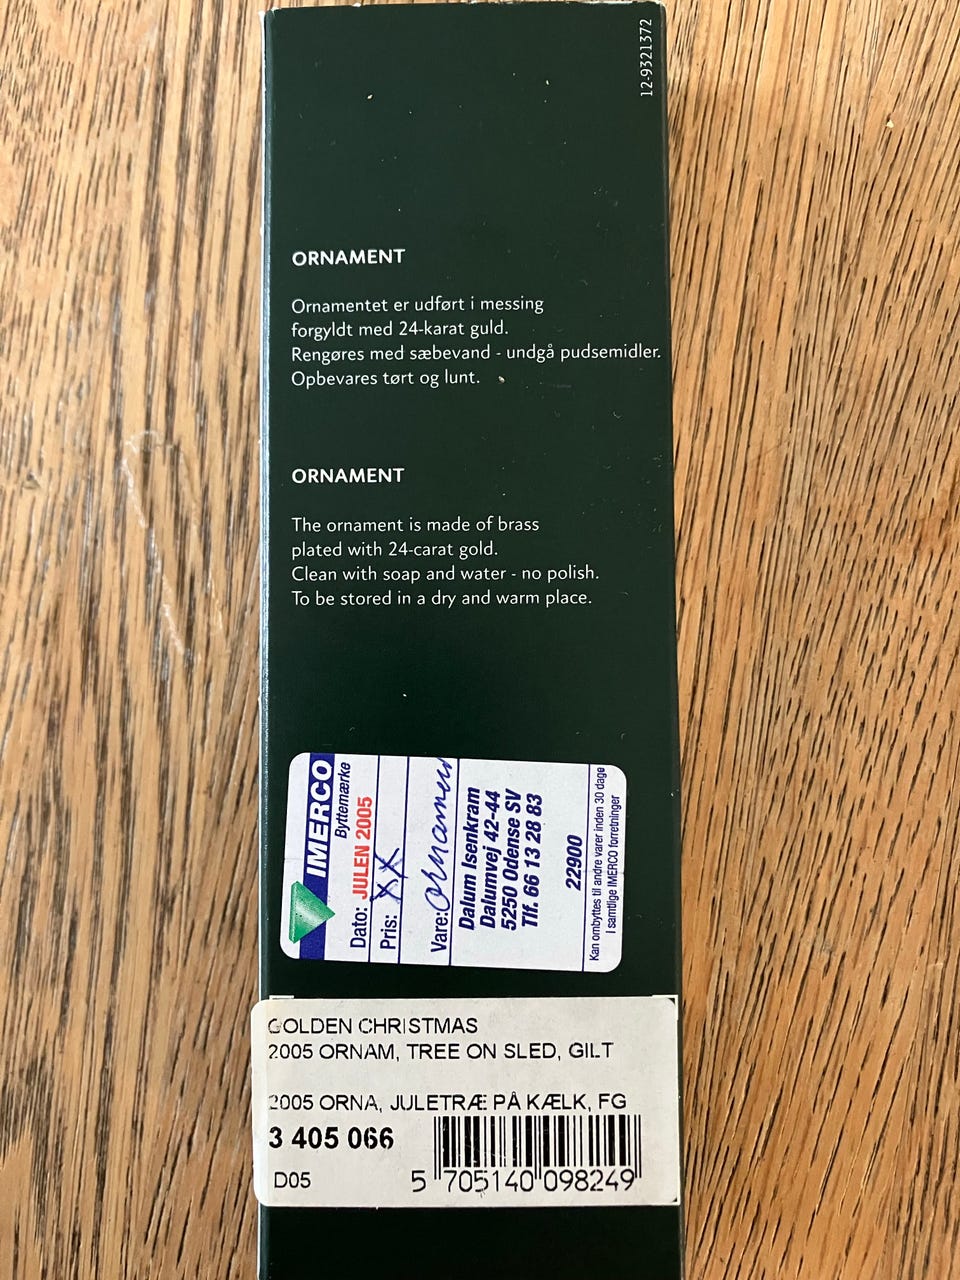 12-9321372
ORNAMENT
Ornamentet er udført i messing
forgyldt med 24-karat guld.
Rengøres med sæbevand - undgå pudsemidler.
Opbevares tørt og lunt.
ORNAMENT
The ornament is made of brass
plated with 24-carat gold.
Clean with soap and water - no polish.
To be stored in a dry and warm place.
IMERCO
Byttemærke
Dato: JULEN 2005
Pris: XX
Vare: Ornament
Dalum Isenkram
Dalumvej 42-44
5250 Odense SV
Tlf. 66 13 28 83
22900
Kan ombyttes til andre varer inden 30 dage
i samtlige IMERCO forretninger
GOLDEN CHRISTMAS
2005 ORNAM, TREE ON SLED, GILT
2005 ORNA, JULETRÆ PÅ KÆLK, FG
3 405 066
D05
5 705140 098249